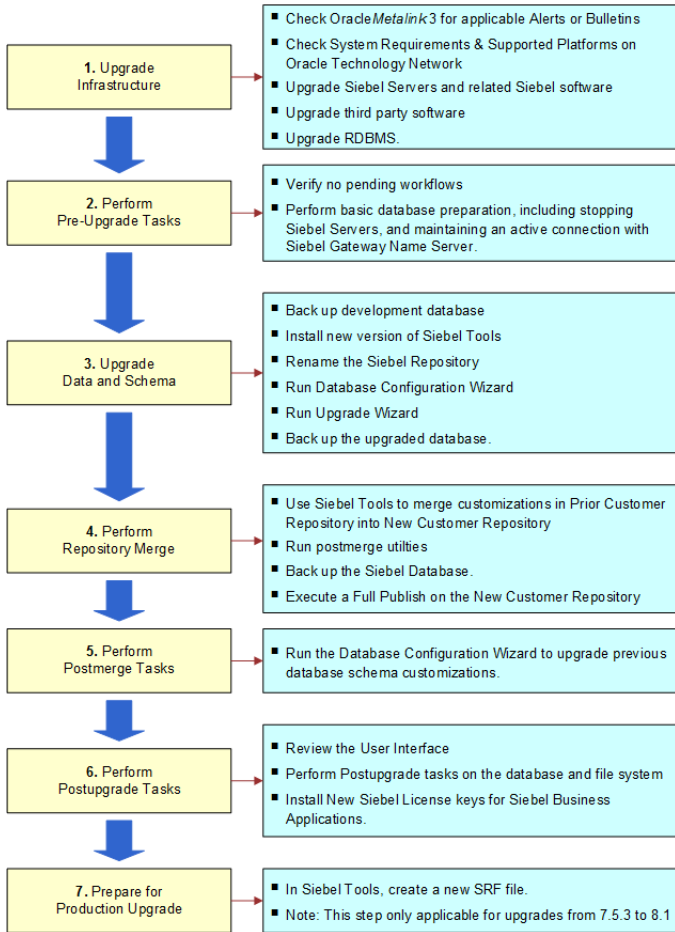 1. Upgrade
Infrastructure
■ Check OracleMetalink 3 for applicable Alerts or Bulletins
■ Check System Requirements & Supported Platforms on
Oracle Technology Network
■ Upgrade Siebel Servers and related Siebel software
■ Upgrade third party software
■ Upgrade RDBMS.
2. Perform
Pre-Upgrade Tasks
■ Verify no pending workflows
■ Perform basic database preparation, including stopping
Siebel Servers, and maintaining an active connection with
Siebel Gateway Name Server.
3. Upgrade
Data and Schema
■ Back up development database
■ Install new version of Siebel Tools
■ Rename the Siebel Repository
■ Run Database Configuration Wizard
■ Run Upgrade Wizard
■ Back up the upgraded database.
4. Perform
Repository Merge
■ Use Siebel Tools to merge customizations in Prior Customer
Repository into New Customer Repository
■ Run postmerge utilties
■ Back up the Siebel Database.
■ Execute a Full Publish on the New Customer Repository
5. Perform
Postmerge Tasks
■ Run the Database Configuration Wizard to upgrade previous
database schema customizations.
6. Perform
Postupgrade Tasks
■ Review the User Interface
■ Perform Postupgrade tasks on the database and file system
■ Install New Siebel License keys for Siebel Business
Applications.
7. Prepare for
Production Upgrade
■ In Siebel Tools, create a new SRF file.
■ Note: This step only applicable for upgrades from 7.5.3 to 8.1